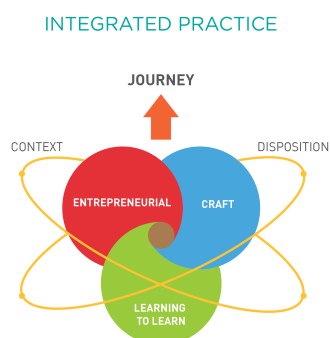 INTEGRATED PRACTICE
JOURNEY
CONTEXT
DISPOSITION
ENTREPRENEURIAL
CRAFT
LEARNING
TO LEARN